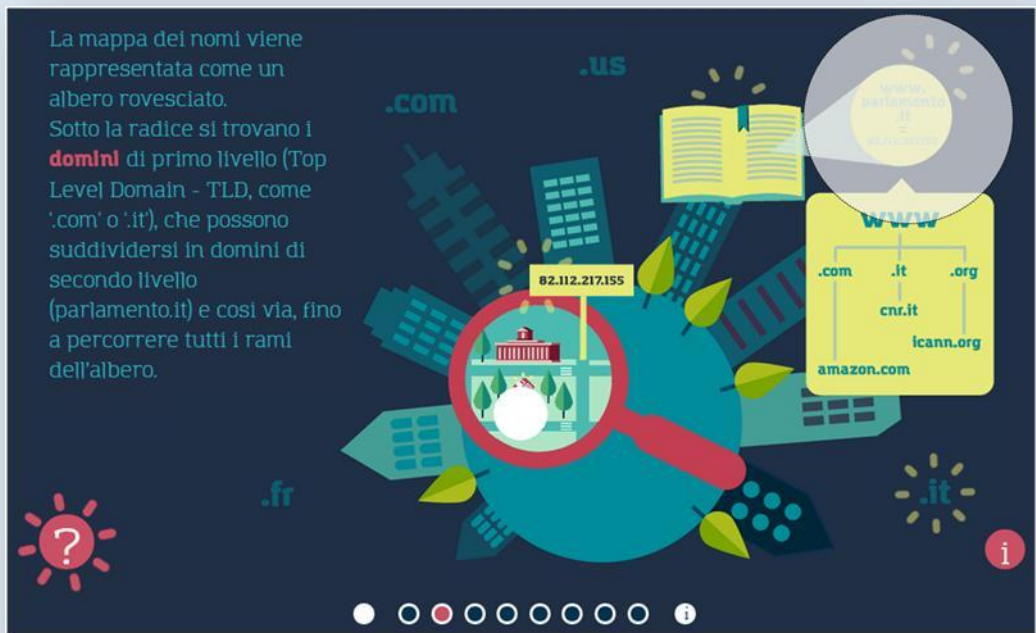 La mappa dei nomi viene
rappresentata come un
albero rovesciato.
Sotto la radice si trovano i
domini di primo livello (Top
Level Domain - TLD, come
'.com' o '.it'), che possono
suddividersi in domini di
secondo livello
(parlamento.it) e così via, fino
a percorrere tutti i rami
dell'albero.
.us
.com
www.
parlamento
.it
=
82.112.217.155
www
.com .it .org
cnr.it
icann.org
amazon.com
.fr
.it
?
i
i